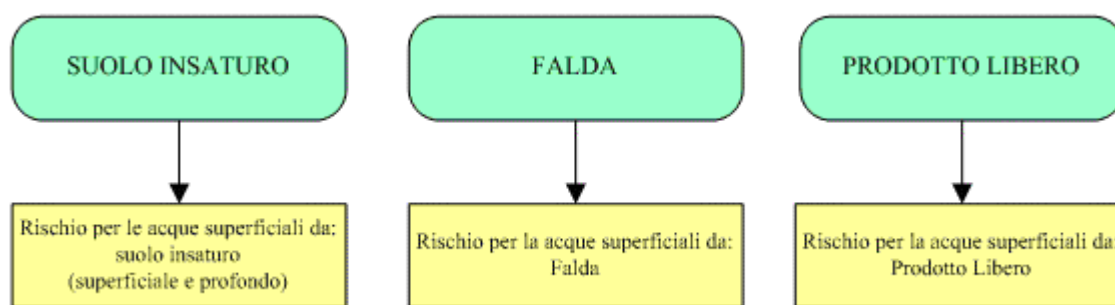 SUOLO INSATURO
FALDA
PRODOTTO LIBERO
Rischio per le acque superficiali da:
suolo insaturo
(superficiale e profondo)
Rischio per la acque superficiali da:
Falda
Rischio per la acque superficiali da:
Prodotto Libero